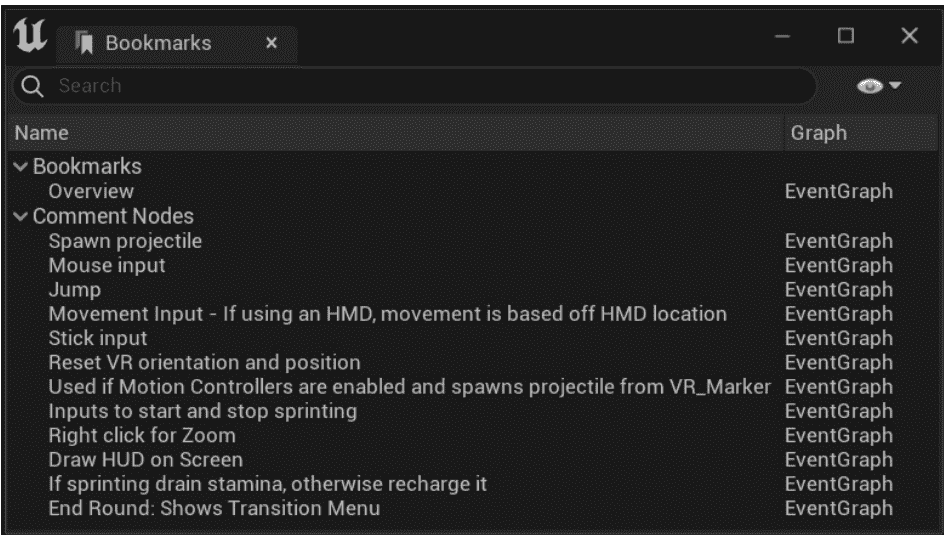 Bookmarks
Search
Name Graph
Bookmarks
Overview EventGraph
Comment Nodes
Spawn projectile EventGraph
Mouse input EventGraph
Jump EventGraph
Movement Input - If using an HMD, movement is based off HMD location EventGraph
Stick input EventGraph
Reset VR orientation and position EventGraph
Used if Motion Controllers are enabled and spawns projectile from VR_Marker EventGraph
Inputs to start and stop sprinting EventGraph
Right click for Zoom EventGraph
Draw HUD on Screen EventGraph
If sprinting drain stamina, otherwise recharge it EventGraph
End Round: Shows Transition Menu EventGraph